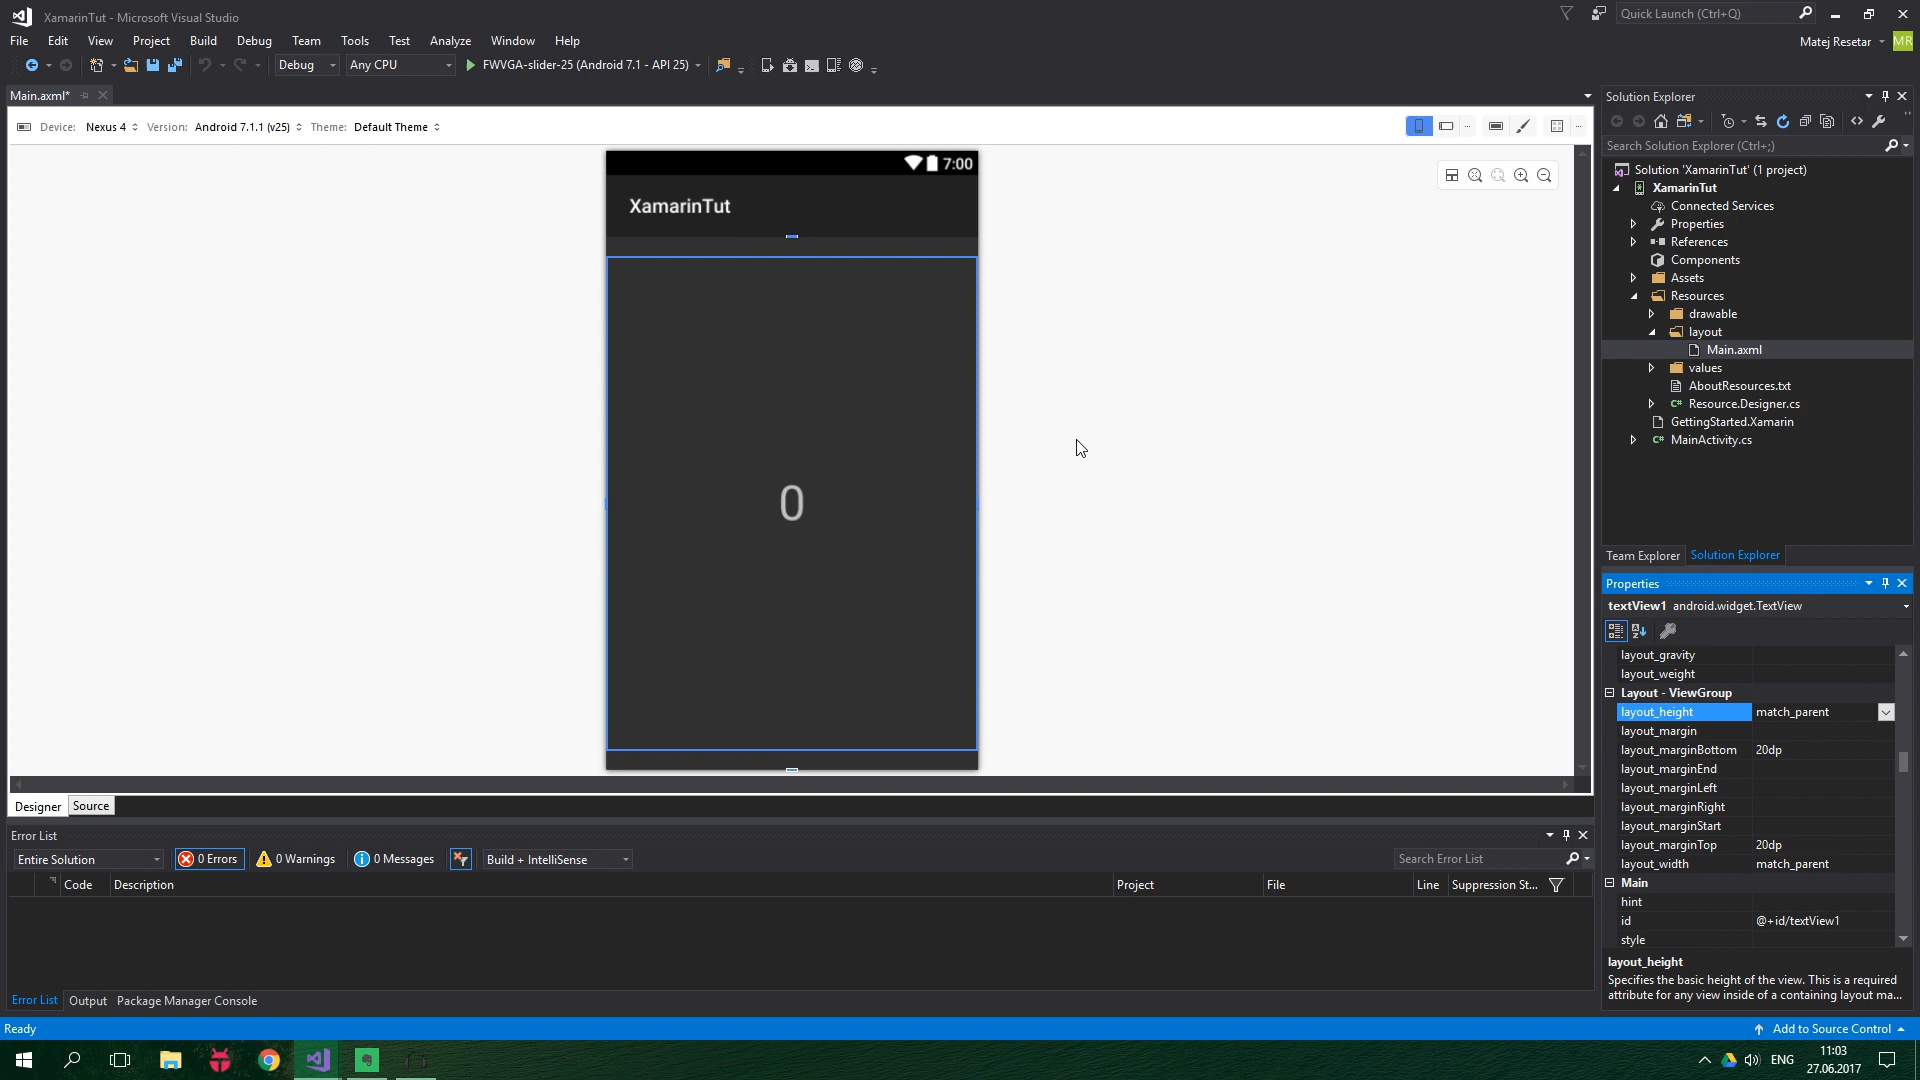 XamarinTut - Microsoft Visual Studio
Quick Launch (Ctrl+Q)
File Edit View Project Build Debug Team Tools Test Analyze Window Help
Matej Resetar MR
Debug Any CPU FWVGA-slider-25 (Android 7.1 - API 25)
Main.axml*
Device: Nexus 4 Version: Android 7.1.1 (v25) Theme: Default Theme
7:00
XamarinTut
0
Designer Source
Solution Explorer
Search Solution Explorer (Ctrl+;)
Solution 'XamarinTut' (1 project)
XamarinTut
Connected Services
Properties
References
Components
Assets
Resources
drawable
layout
Main.axml
values
AboutResources.txt
C# Resource.Designer.cs
GettingStarted.Xamarin
C# MainActivity.cs
Team Explorer Solution Explorer
Properties
textView1 android.widget.TextView
layout_gravity
layout_weight
Layout - ViewGroup
layout_height match_parent
layout_margin
layout_marginBottom 20dp
layout_marginEnd
layout_marginLeft
layout_marginRight
layout_marginStart
layout_marginTop 20dp
layout_width match_parent
Main
hint
id @+id/textView1
style
layout_height
Specifies the basic height of the view. This is a required
attribute for any view inside of a containing layout ma...
Error List
Entire Solution 0 Errors 0 Warnings 0 Messages Build + IntelliSense Search Error List
Code Description Project File Line Suppression St...
Error List Output Package Manager Console
Ready
Add to Source Control
ENG 11:03
27.06.2017